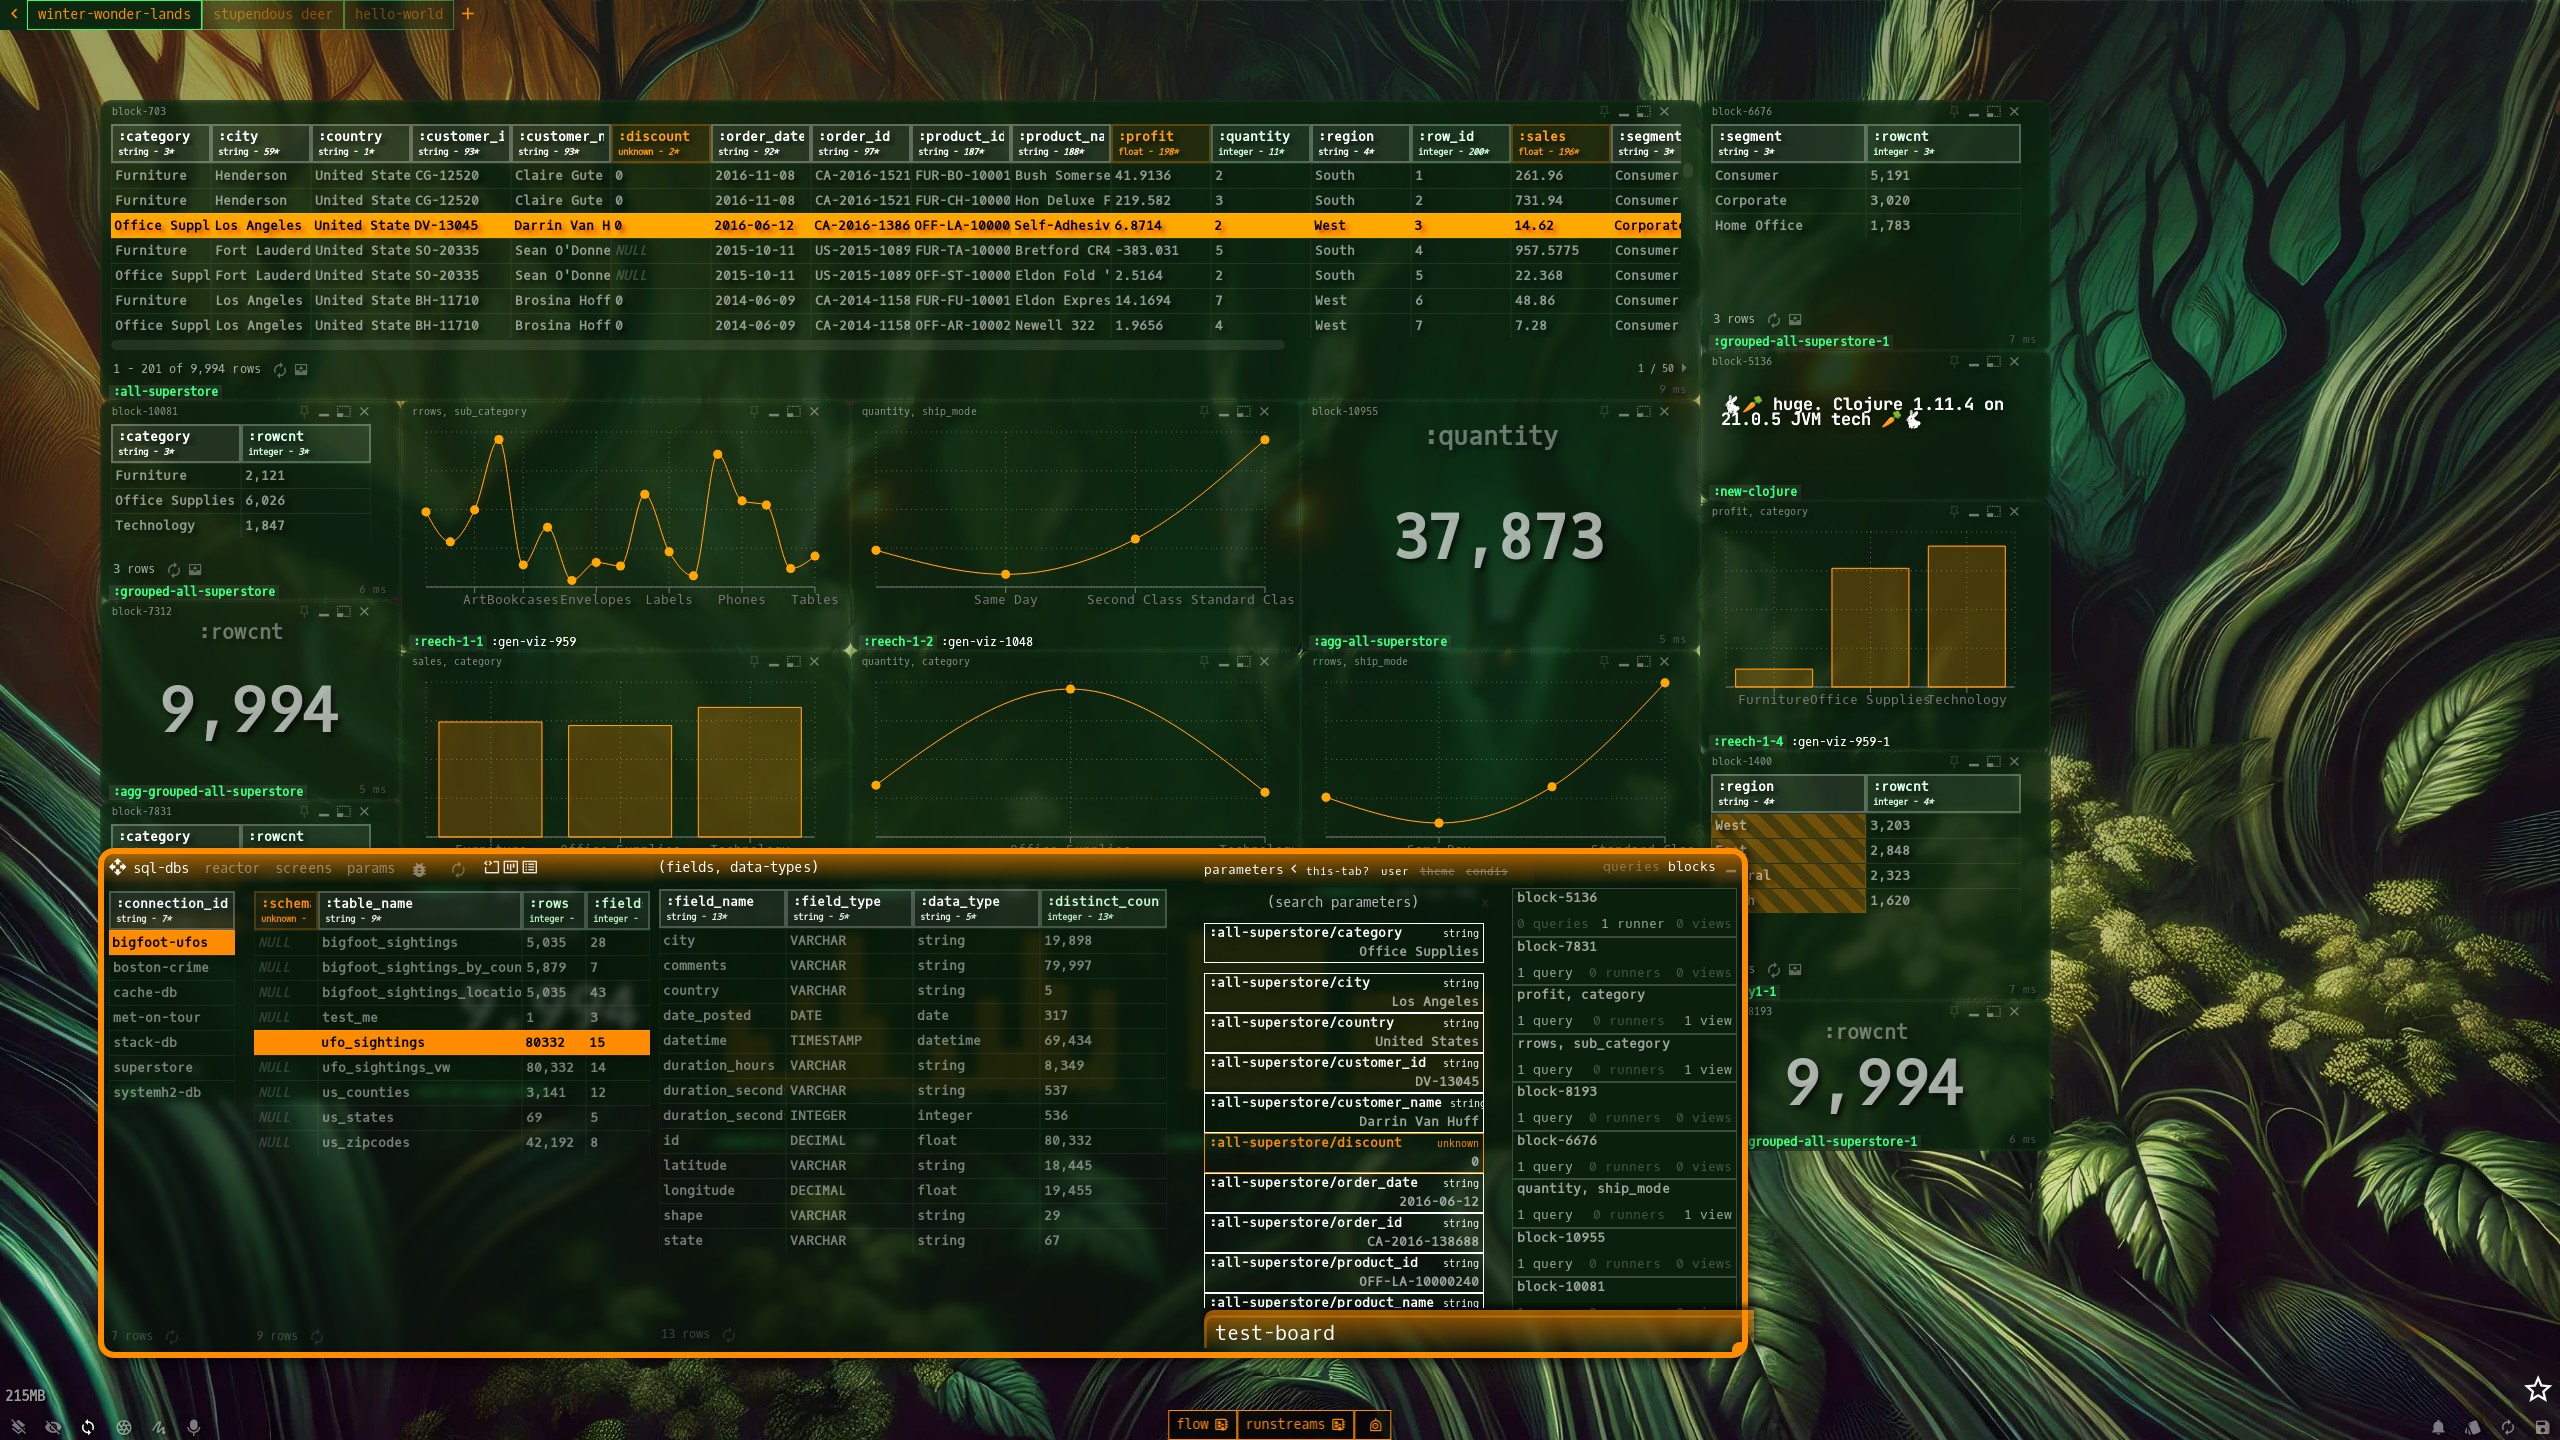 winter-wonder-lands stupendous deer hello-world +
block-703
:category :city :country :customer_i :customer_n :discount :order_date :order_id :product_id :product_na :profit :quantity :region :row_id :sales :segment
string - 3* string - 59* string - 1* string - 93* string - 93* unknown - 2* string - 92* string - 97* string - 187* string - 188* float - 198* integer - 11* string - 4* integer - 200* float - 196* string - 3*
Furniture Henderson United State CG-12520 Claire Gute 0 2016-11-08 CA-2016-1521 FUR-BO-10001 Bush Somerse 41.9136 2 South 1 261.96 Consumer
Furniture Henderson United State CG-12520 Claire Gute 0 2016-11-08 CA-2016-1521 FUR-CH-10000 Hon Deluxe F 219.582 3 South 2 731.94 Consumer
Office Suppl Los Angeles United State DV-13045 Darrin Van H 0 2016-06-12 CA-2016-1386 OFF-LA-10000 Self-Adhesiv 6.8714 2 West 3 14.62 Corporate
Furniture Fort Lauderd United State SO-20335 Sean O'Donne NULL 2015-10-11 US-2015-1089 FUR-TA-10000 Bretford CR4 -383.031 5 South 4 957.5775 Consumer
Office Suppl Fort Lauderd United State SO-20335 Sean O'Donne NULL 2015-10-11 US-2015-1089 OFF-ST-10000 Eldon Fold ' 2.5164 2 South 5 22.368 Consumer
Furniture Los Angeles United State BH-11710 Brosina Hoff 0 2014-06-09 CA-2014-1158 FUR-FU-10001 Eldon Expres 14.1694 7 West 6 48.86 Consumer
Office Suppl Los Angeles United State BH-11710 Brosina Hoff 0 2014-06-09 CA-2014-1158 OFF-AR-10002 Newell 322 1.9656 4 West 7 7.28 Consumer
1 - 201 of 9,994 rows 1 / 50
:all-superstore 9 ms
block-6676
:segment :rowcnt
string - 3* integer - 3*
Consumer 5,191
Corporate 3,020
Home Office 1,783
3 rows
:grouped-all-superstore-1 7 ms
block-5136
🐇🥕 huge. Clojure 1.11.4 on
21.0.5 JVM tech 🥕🐇
:new-clojure
block-10081
:category :rowcnt
string - 3* integer - 3*
Furniture 2,121
Office Supplies 6,026
Technology 1,847
3 rows
:grouped-all-superstore 6 ms
rrows, sub_category
Art Bookcases Envelopes Labels Phones Tables
:reech-1-1 :gen-viz-959
quantity, ship_mode
Same Day Second Class Standard Clas
:reech-1-2 :gen-viz-1048
block-10955
:quantity
37,873
:agg-all-superstore 5 ms
profit, category
Furniture Office Supplies Technology
:reech-1-4 :gen-viz-959-1
block-7312
:rowcnt
9,994
:agg-grouped-all-superstore 5 ms
sales, category
quantity, category
rrows, ship_mode
block-7831
:category :rowcnt
block-1400
:region :rowcnt
string - 4* integer - 4*
West 3,203
2,848
ral 2,323
1,620
y1-1 7 ms
8193
:rowcnt
9,994
grouped-all-superstore-1 6 ms
sql-dbs reactor screens params
:connection_id
string - 7*
bigfoot-ufos
boston-crime
cache-db
met-on-tour
stack-db
superstore
systemh2-db
7 rows
:schem :table_name :rows :field
unknown - string - 9* integer - integer -
NULL bigfoot_sightings 5,035 28
NULL bigfoot_sightings_by_coun 5,879 7
NULL bigfoot_sightings_locatio 5,035 43
NULL test_me 1 3
ufo_sightings 80332 15
NULL ufo_sightings_vw 80,332 14
NULL us_counties 3,141 12
NULL us_states 69 5
NULL us_zipcodes 42,192 8
9 rows
(fields, data-types)
:field_name :field_type :data_type :distinct_coun
string - 13* string - 5* string - 5* integer - 13*
city VARCHAR string 19,898
comments VARCHAR string 79,997
country VARCHAR string 5
date_posted DATE date 317
datetime TIMESTAMP datetime 69,434
duration_hours VARCHAR string 8,349
duration_second VARCHAR string 537
duration_second INTEGER integer 536
id DECIMAL float 80,332
latitude VARCHAR string 18,445
longitude DECIMAL float 19,455
shape VARCHAR string 29
state VARCHAR string 67
13 rows
parameters < this-tab? user theme condis
(search parameters) x
:all-superstore/category string
Office Supplies
:all-superstore/city string
Los Angeles
:all-superstore/country string
United States
:all-superstore/customer_id string
DV-13045
:all-superstore/customer_name string
Darrin Van Huff
:all-superstore/discount unknown
0
:all-superstore/order_date string
2016-06-12
:all-superstore/order_id string
CA-2016-138688
:all-superstore/product_id string
OFF-LA-10000240
:all-superstore/product_name string
queries blocks
block-5136
0 queries 1 runner 0 views
block-7831
1 query 0 runners 0 views
profit, category
1 query 0 runners 1 view
rrows, sub_category
1 query 0 runners 1 view
block-8193
1 query 0 runners 0 views
block-6676
1 query 0 runners 0 views
quantity, ship_mode
1 query 0 runners 1 view
block-10955
1 query 0 runners 0 views
block-10081
test-board
215MB
flow runstreams